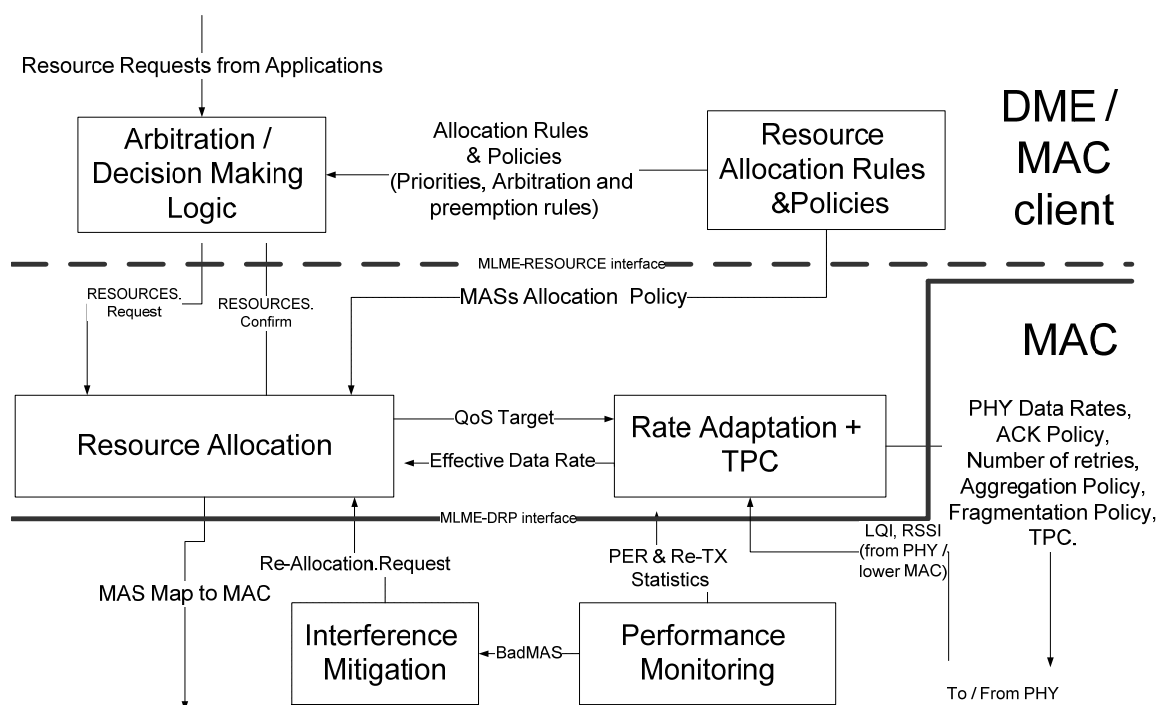 Resource Requests from Applications
Arbitration /
Decision Making
Logic
Allocation Rules
& Policies
(Priorities, Arbitration and
preemption rules)
Resource
Allocation Rules
&Policies
DME /
MAC
client
MLME-RESOURCE interface
RESOURCES.
Request
RESOURCES.
Confirm
MASs Allocation Policy
MAC
Resource Allocation
QoS Target
Effective Data Rate
Rate Adaptation +
TPC
PHY Data Rates,
ACK Policy,
Number of retries,
Aggregation Policy,
Fragmentation Policy,
TPC.
MLME-DRP interface
LQI, RSSI
(from PHY /
lower MAC)
Re-Allocation.Request
PER & Re-TX
Statistics
MAS Map to MAC
Interference
Mitigation
BadMAS
Performance
Monitoring
To / From PHY